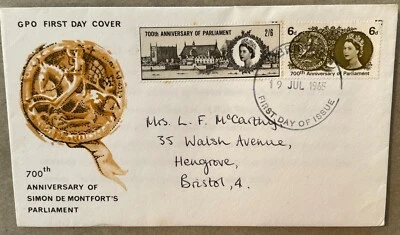 GPO FIRST DAY COVER
700th ANNIVERSARY OF PARLIAMENT 2/6
6d 6d
700th Anniversary of Parliament
19 JUL 1965
FIRST DAY OF ISSUE
Mrs. L. F. McCarthy,
35 Walsh Avenue,
Hengrove,
Bristol, 4.
700th
ANNIVERSARY OF
SIMON DE MONTFORT'S
PARLIAMENT